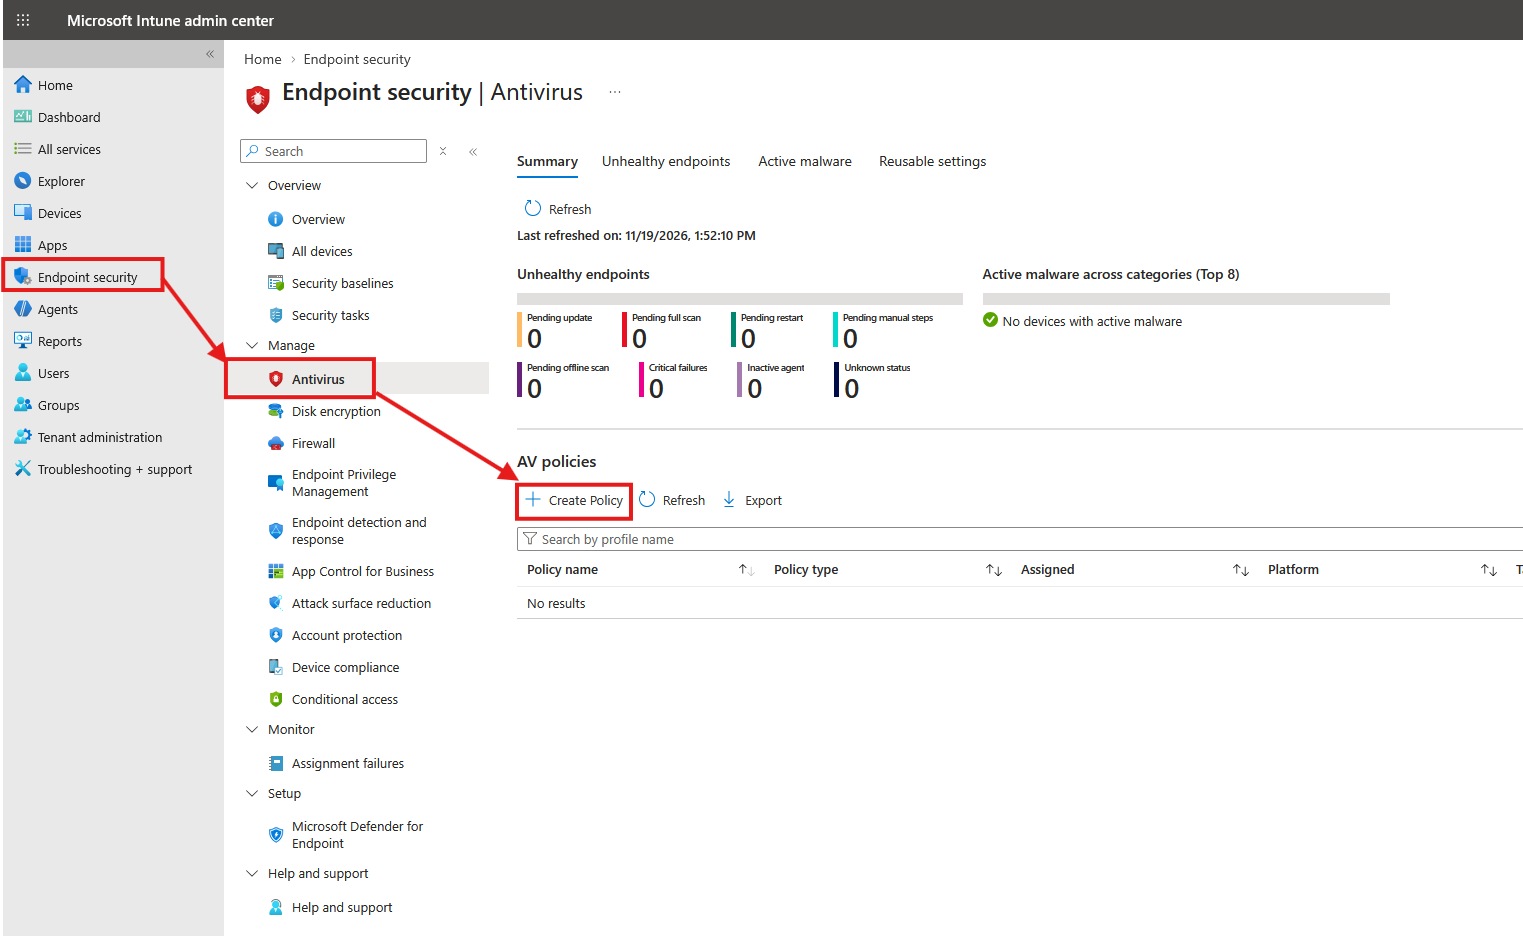 Microsoft Intune admin center
Home
Dashboard
All services
Explorer
Devices
Apps
Endpoint security
Agents
Reports
Users
Groups
Tenant administration
Troubleshooting + support
Home > Endpoint security
Endpoint security | Antivirus ...
Search
Overview
Overview
All devices
Security baselines
Security tasks
Manage
Antivirus
Disk encryption
Firewall
Endpoint Privilege
Management
Endpoint detection and
response
App Control for Business
Attack surface reduction
Account protection
Device compliance
Conditional access
Monitor
Assignment failures
Setup
Microsoft Defender for
Endpoint
Help and support
Help and support
Summary Unhealthy endpoints Active malware Reusable settings
Refresh
Last refreshed on: 11/19/2026, 1:52:10 PM
Unhealthy endpoints
Pending update
0
Pending full scan
0
Pending restart
0
Pending manual steps
0
Pending offline scan
0
Critical failures
0
Inactive agent
0
Unknown status
0
Active malware across categories (Top 8)
No devices with active malware
AV policies
Create Policy Refresh Export
Search by profile name
Policy name Policy type Assigned Platform
No results